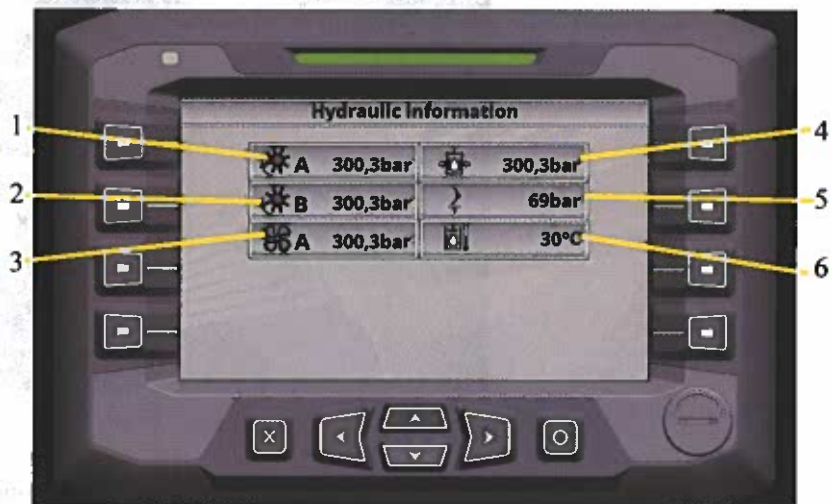 Hydraulic information
1 A 300,3bar 300,3bar 4
2 B 300,3bar 69bar 5
3 A 300,3bar 30°C 6
X O